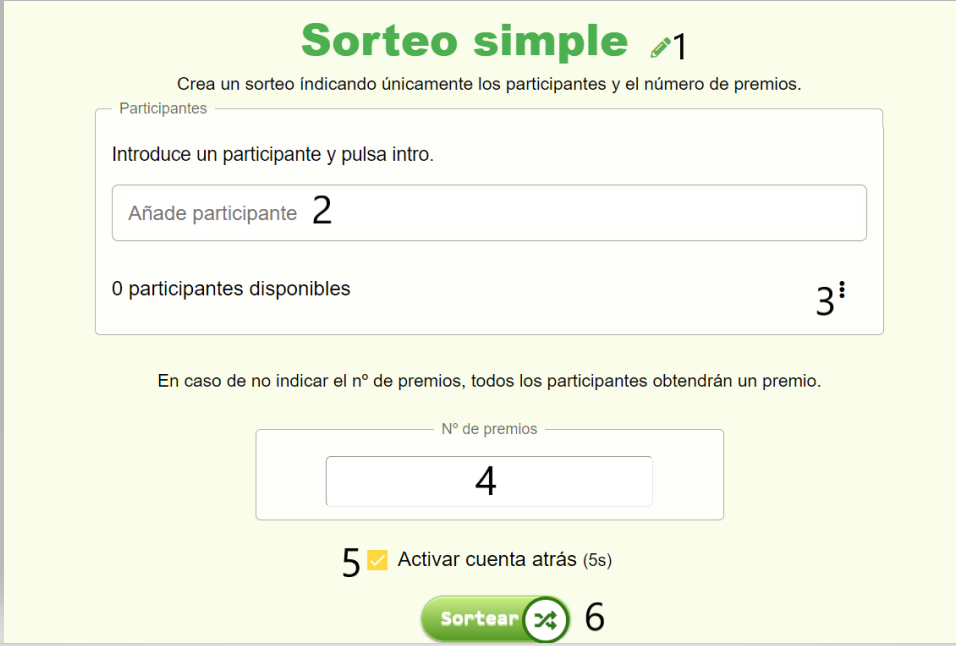 Sorteo simple 1
Crea un sorteo índicando únicamente los participantes y el número de premios.
Participantes
Introduce un participante y pulsa intro.
Añade participante 2
0 participantes disponibles
3
En caso de no indicar el nº de premios, todos los participantes obtendrán un premio.
Nº de premios
4
5 Activar cuenta atrás (5s)
Sortear 6